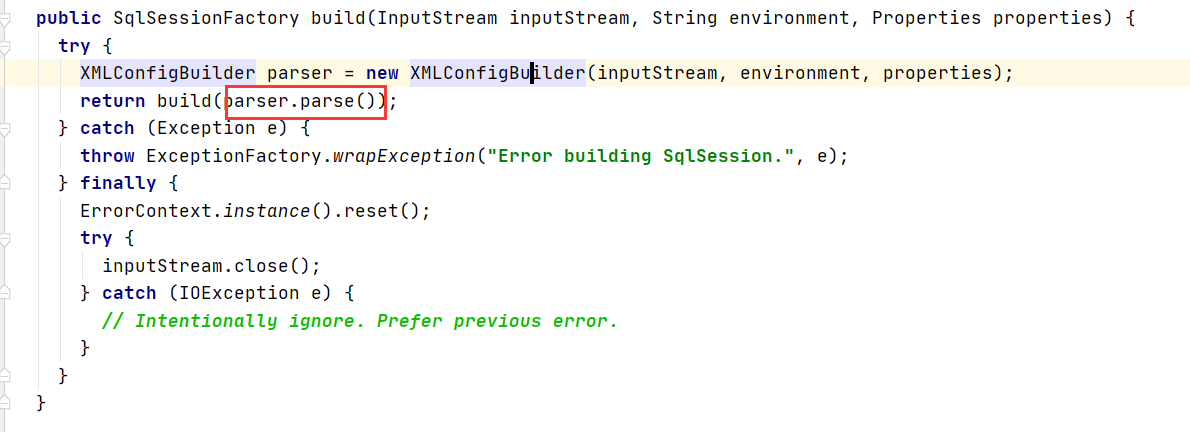 public SqlSessionFactory build(InputStream inputStream, String environment, Properties properties) {
try {
XMLConfigBuilder parser = new XMLConfigBuilder(inputStream, environment, properties);
return build(parser.parse());
} catch (Exception e) {
throw ExceptionFactory.wrapException("Error building SqlSession.", e);
} finally {
ErrorContext.instance().reset();
try {
inputStream.close();
} catch (IOException e) {
// Intentionally ignore. Prefer previous error.
}
}
}